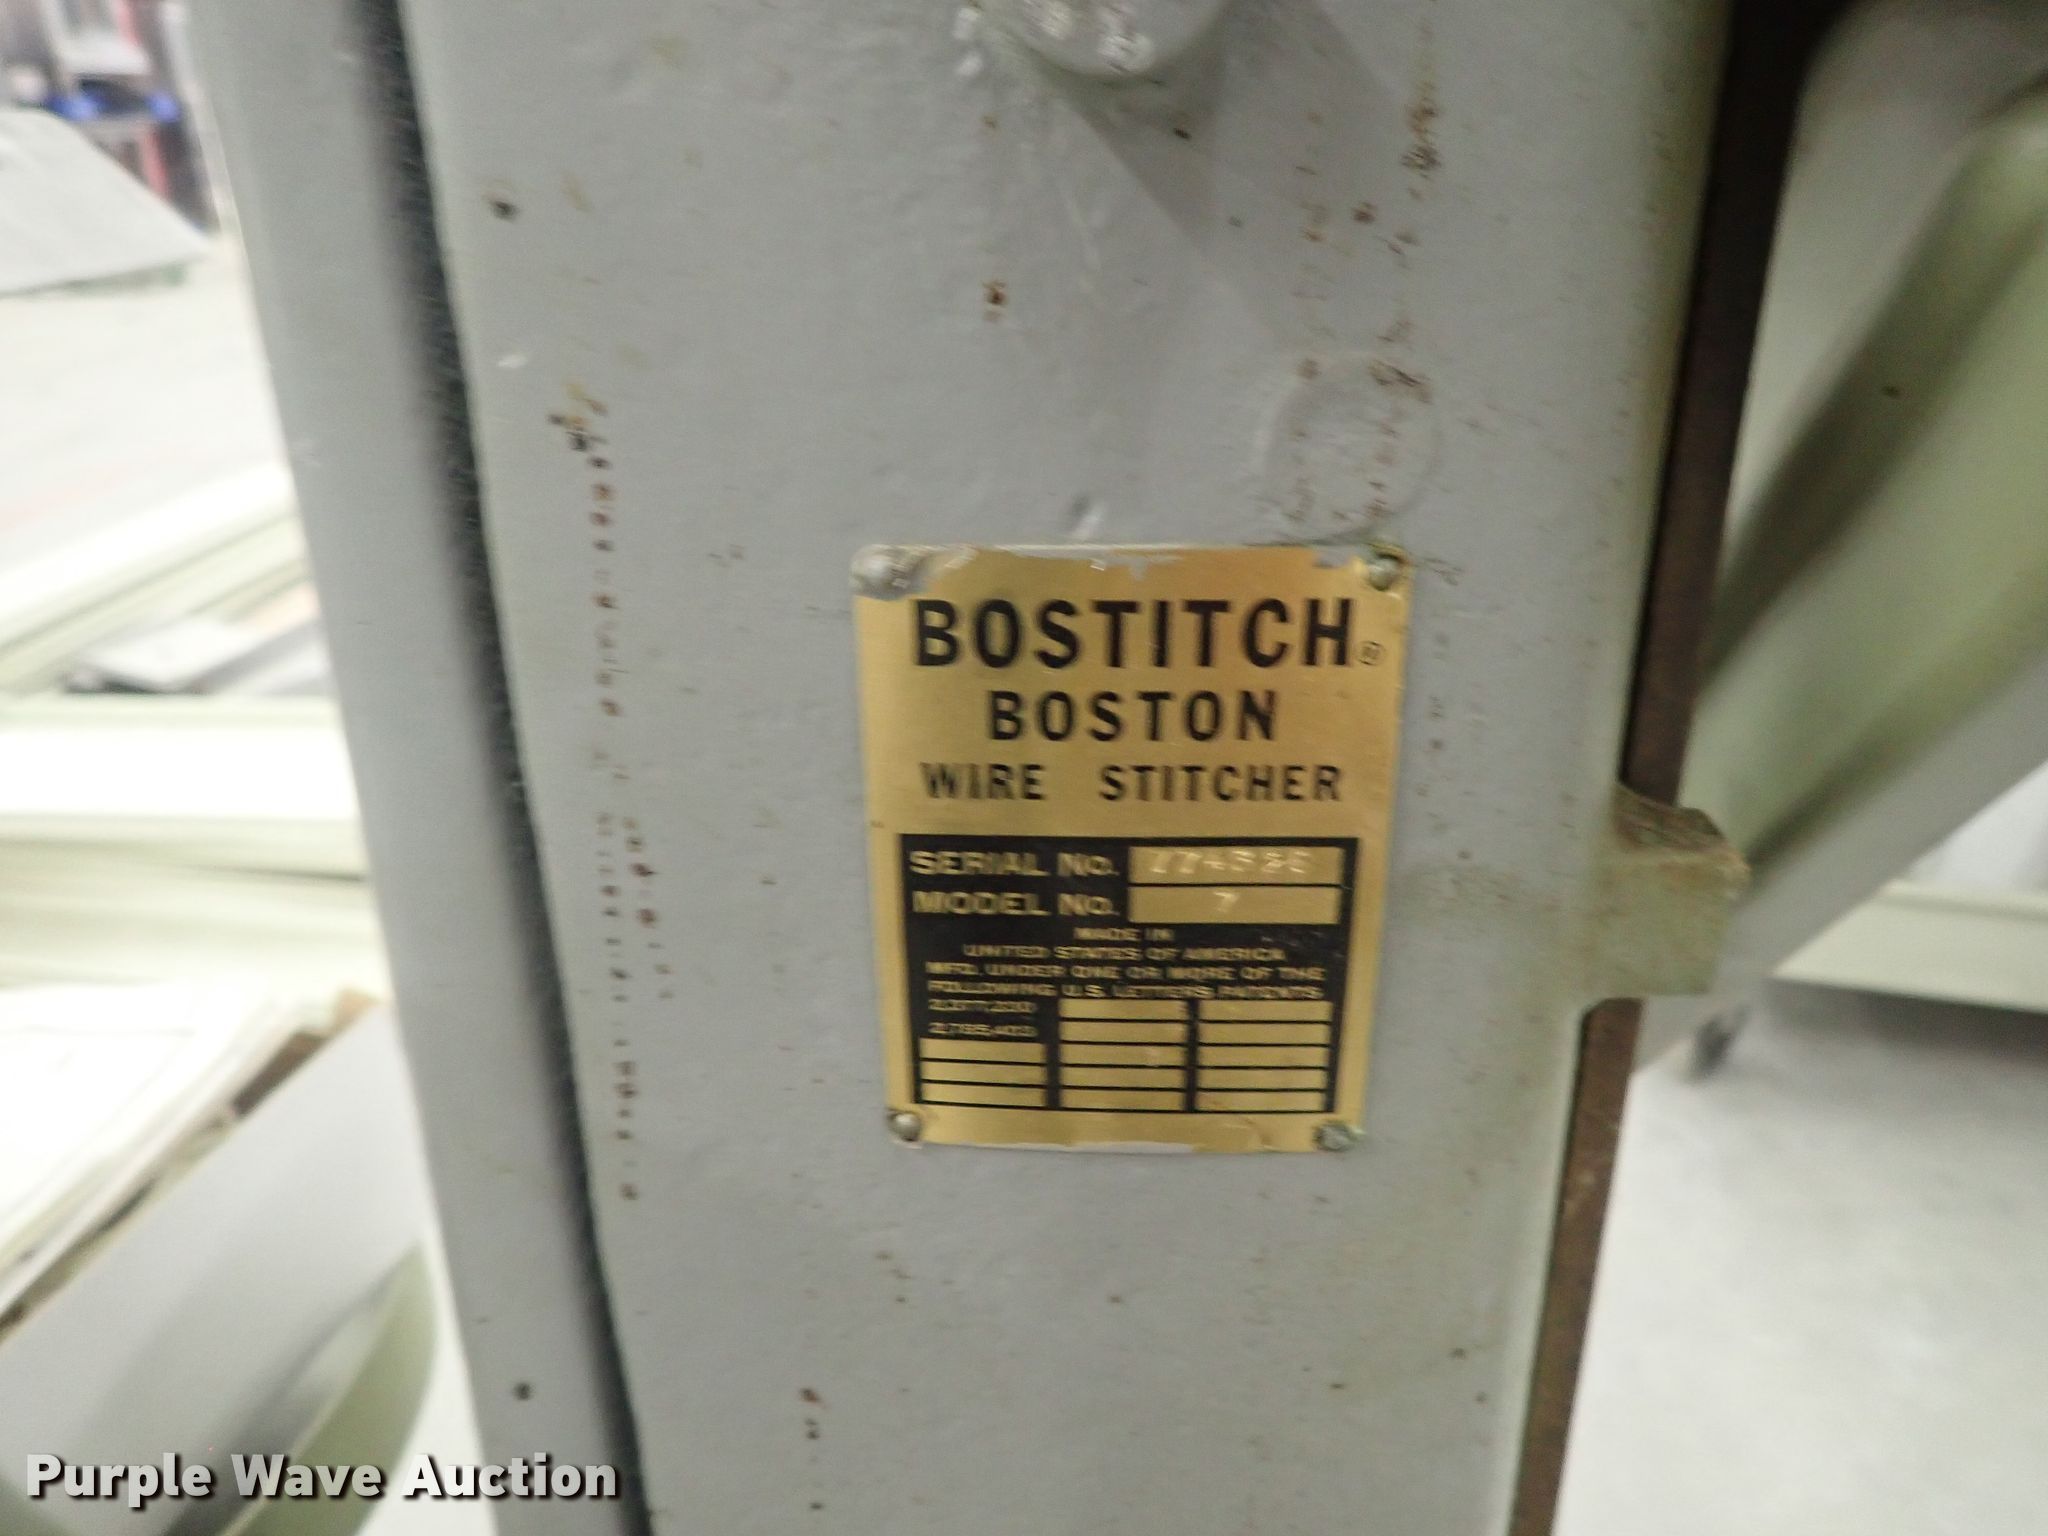 BOSTITCH®
BOSTON
WIRE STITCHER
SERIAL No.
MODEL No. 7
MADE IN
UNITED STATES OF AMERICA
MFD. UNDER ONE OR MORE OF THE
FOLLOWING U.S. LETTERS PATENTS
Purple Wave Auction